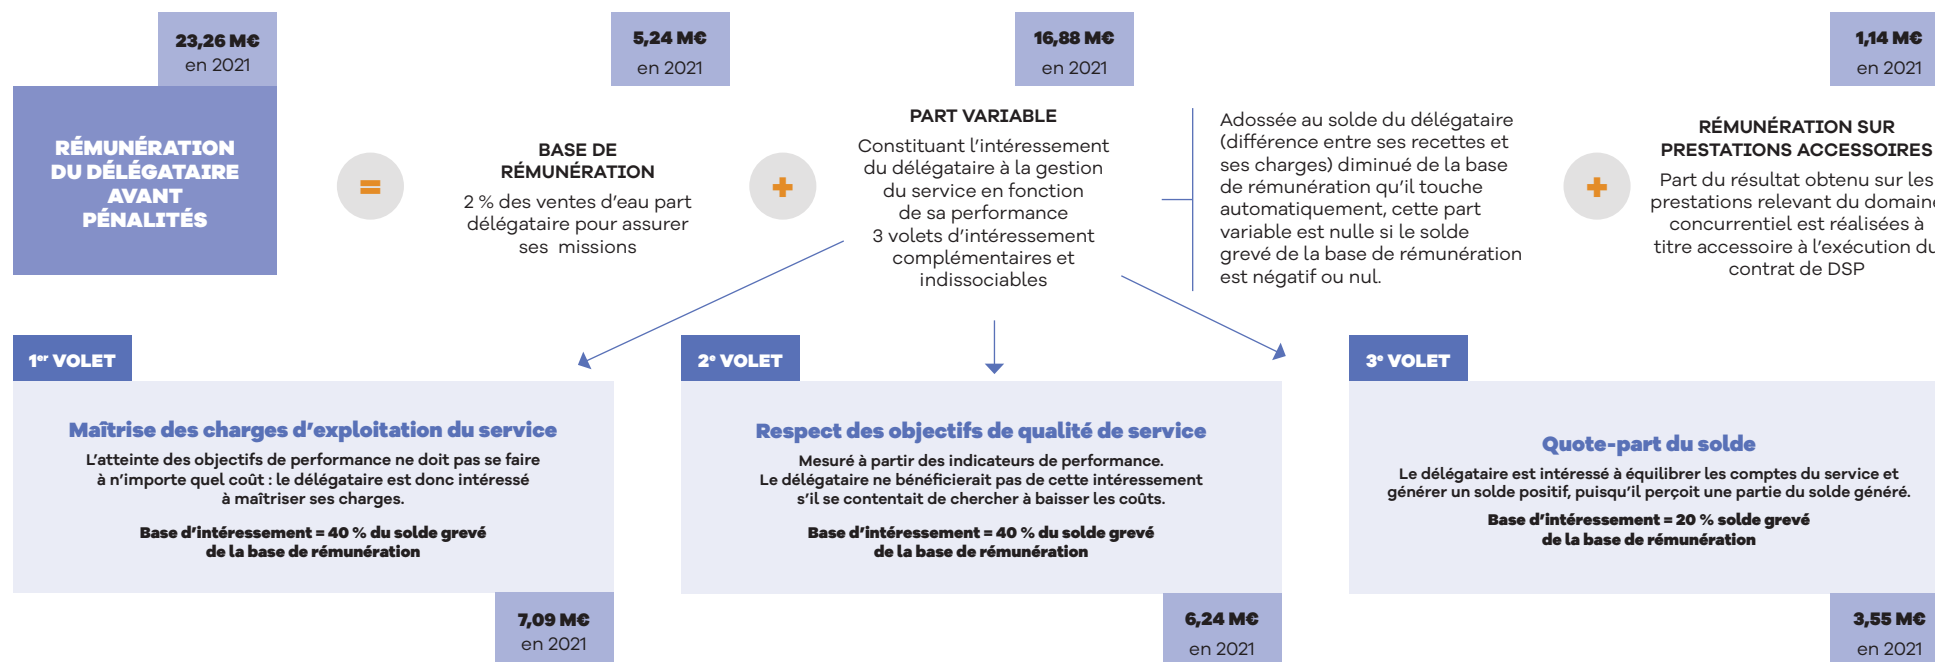 23,26 M€
en 2021
5,24 M€
en 2021
16,88 M€
en 2021
1,14 M€
en 2021
RÉMUNÉRATION
DU DÉLÉGATAIRE
AVANT
PÉNALITÉS
=
BASE DE
RÉMUNÉRATION
2 % des ventes d’eau part
délégataire pour assurer
ses missions
+
PART VARIABLE
Constituant l’intéressement
du délégataire à la gestion
du service en fonction
de sa performance
3 volets d’intéressement
complémentaires et
indissociables
Adossée au solde du délégataire
(différence entre ses recettes et
ses charges) diminué de la base
de rémunération qu’il touche
automatiquement, cette part
variable est nulle si le solde
grevé de la base de rémunération
est négatif ou nul.
+
RÉMUNÉRATION SUR
PRESTATIONS ACCESSOIRES
Part du résultat obtenu sur les
prestations relevant du domaine
concurrentiel est réalisées à
titre accessoire à l’exécution du
contrat de DSP
1er VOLET
Maîtrise des charges d’exploitation du service
L’atteinte des objectifs de performance ne doit pas se faire
à n’importe quel coût : le délégataire est donc intéressé
à maîtriser ses charges.
Base d’intéressement = 40 % du solde grevé
de la base de rémunération
7,09 M€
en 2021
2e VOLET
Respect des objectifs de qualité de service
Mesuré à partir des indicateurs de performance.
Le délégataire ne bénéficierait pas de cette intéressement
s’il se contentait de chercher à baisser les coûts.
Base d’intéressement = 40 % du solde grevé
de la base de rémunération
6,24 M€
en 2021
3e VOLET
Quote-part du solde
Le délégataire est intéressé à équilibrer les comptes du service et
générer un solde positif, puisqu’il perçoit une partie du solde généré.
Base d’intéressement = 20 % solde grevé
de la base de rémunération
3,55 M€
en 2021